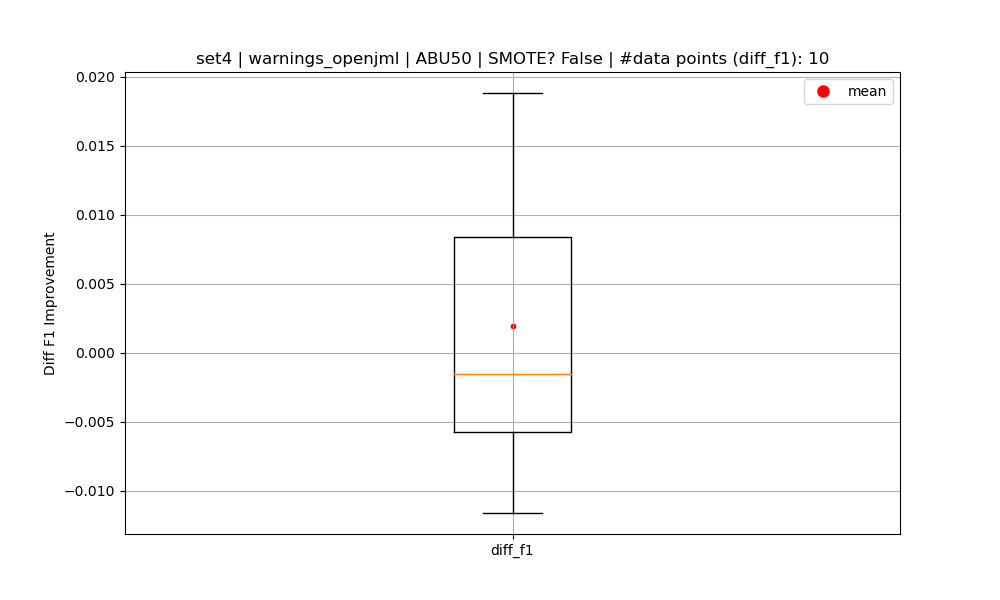 set4 | warnings_openjml | ABU50 | SMOTE? False | #data points (diff_f1): 10
mean
0.020
0.015
0.010
0.005
0.000
−0.005
−0.010
Diff F1 Improvement
diff_f1